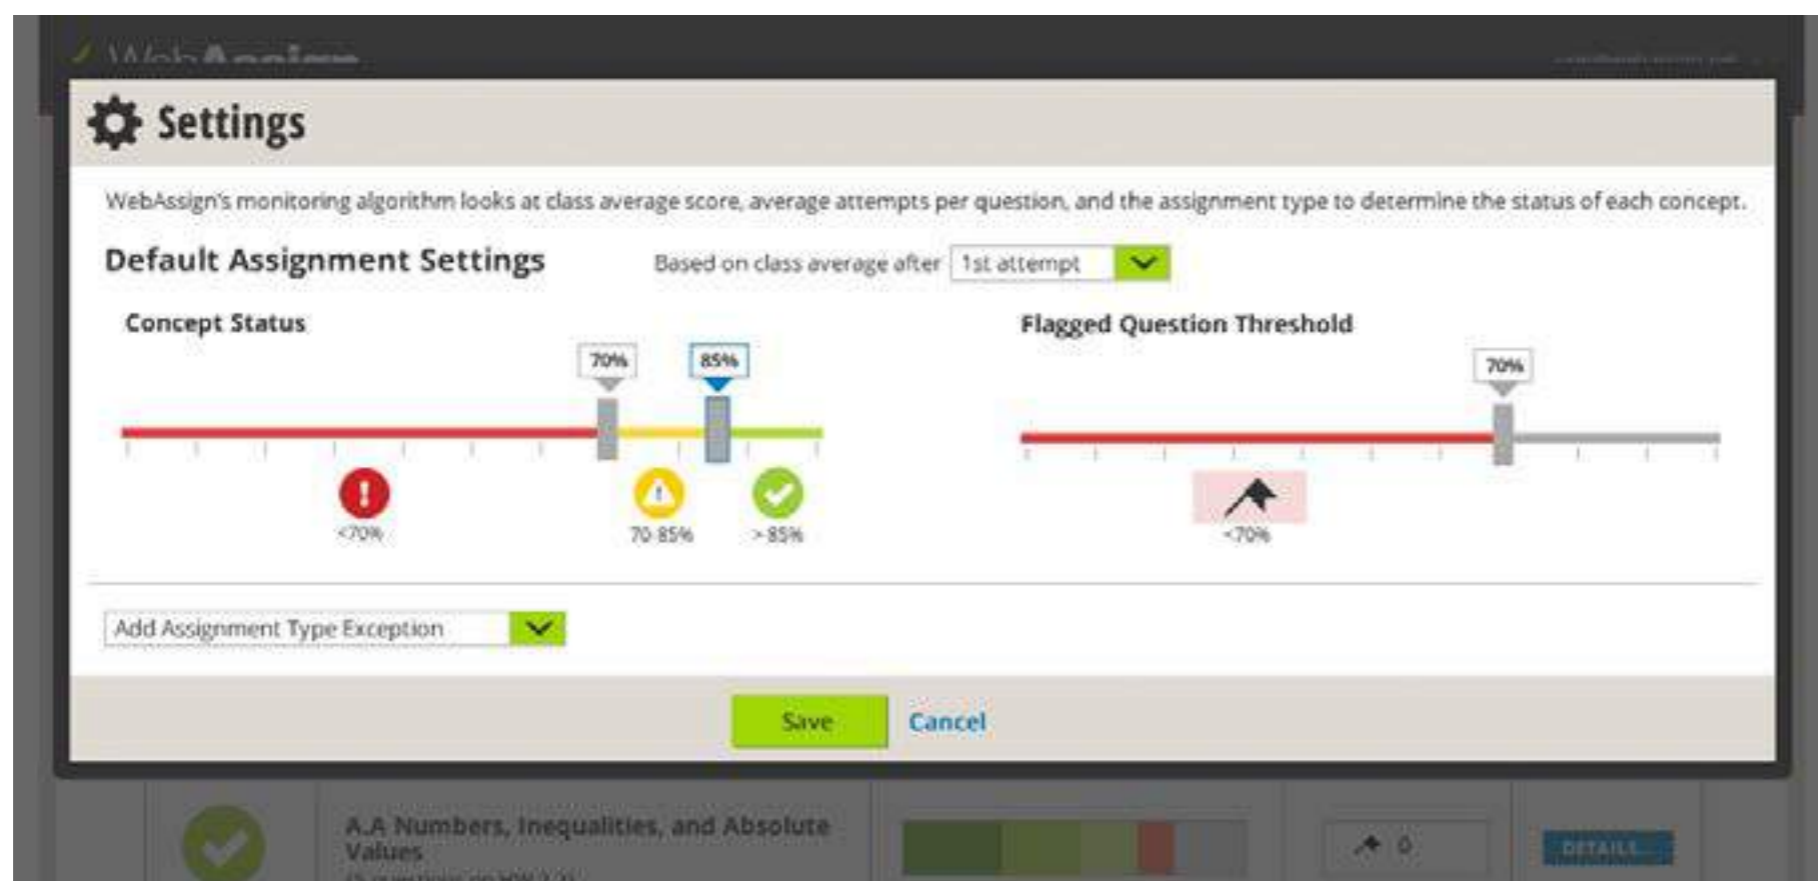 WebAssign
Settings
WebAssign's monitoring algorithm looks at class average score, average attempts per question, and the assignment type to determine the status of each concept.
Default Assignment Settings
Based on class average after 1st attempt
Concept Status
Flagged Question Threshold
70%
85%
70%
<70%
70-85%
>85%
<70%
Add Assignment Type Exception
Save Cancel
A.A Numbers, Inequalities, and Absolute
Values
0
DETAILS...